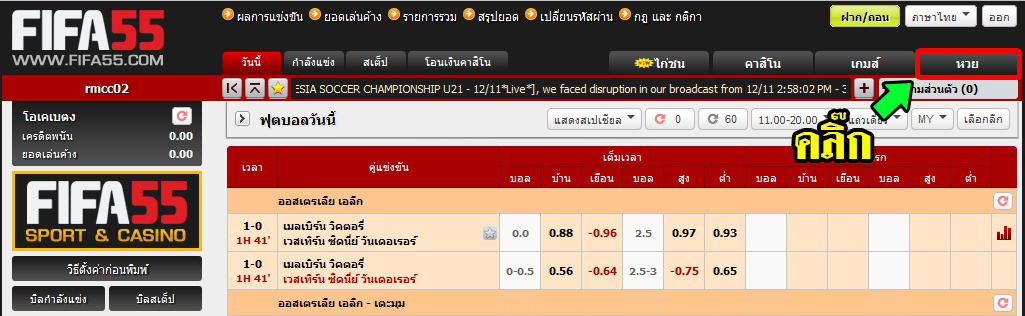 FIFA55
WWW.FIFA55.COM
ผลการแข่งขัน ยอดเล่นค้าง รายการรวม สรุปยอด เปลี่ยนรหัสผ่าน กฎ และ กติกา
ฝาก/ถอน ภาษาไทย ออก
วันนี้ กำลังแข่ง สเต็ป โอนเงินคาสิโน ไก่ชน คาสิโน เกมส์ หวย
rmcc02
ESIA SOCCER CHAMPIONSHIP U21 - 12/11*Live*], we faced disruption in our broadcast from 12/11 2:58:02 PM - 3
ามส่วนตัว (0)
โอเคเบตง
เครดิตพนัน 0.00
ยอดเล่นค้าง 0.00
FIFA55
SPORT & CASINO
วิธีตั้งค่าก่อนพิมพ์
บิลกำลังแข่ง บิลสเต็ป
ฟุตบอลวันนี้ แสดงสเปเชียล 0 60 11.00-20.00 แถวเดียว MY เลือกลีก
คลิ๊ก
เวลา คู่แข่งขัน เต็มเวลา รก
บอล บ้าน เยือน บอล สูง ต่ำ บอล บ้าน เยือน บอล สูง ต่ำ
ออสเตรเลีย เอลีก
1-0 เมลเบิร์น วิคตอรี่
1H 41' เวสเทิร์น ซิดนี่ย์ วันเดอเรอร์
0.0 0.88 -0.96 2.5 0.97 0.93
1-0 เมลเบิร์น วิคตอรี่
1H 41' เวสเทิร์น ซิดนี่ย์ วันเดอเรอร์
0-0.5 0.56 -0.64 2.5-3 -0.75 0.65
ออสเตรเลีย เอลีก - เตะมุม